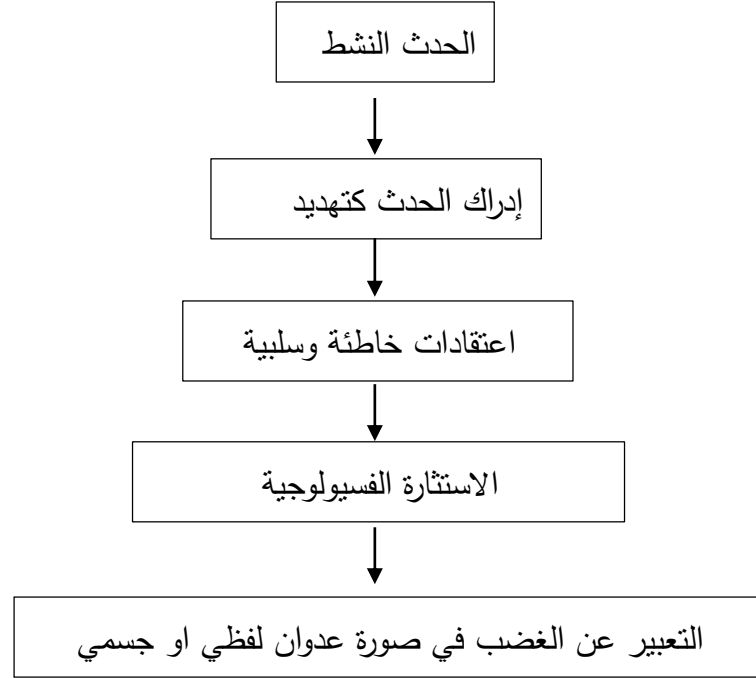 الحدث النشط
إدراك الحدث كتهديد
اعتقادات خاطئة وسلبية
الاستثارة الفسيولوجية
التعبير عن الغضب في صورة عدوان لفظي او جسمي